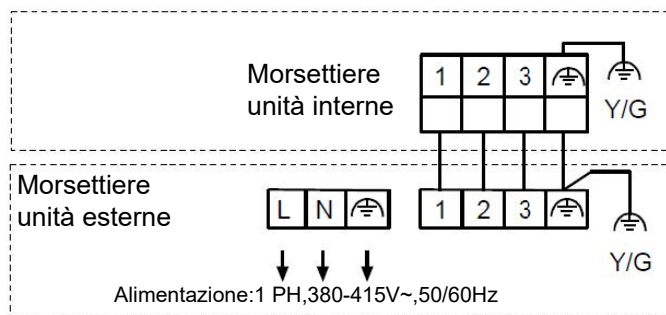 Morsettiere
unità interne
1 2 3
Y/G
Morsettiere
unità esterne
L N
1 2 3
Y/G
Alimentazione:1 PH,380-415V~,50/60Hz